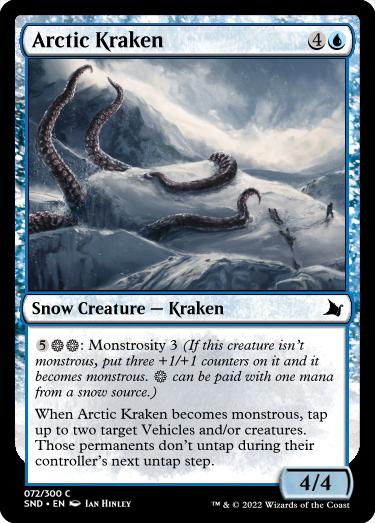 Arctic Kraken 4
Snow Creature — Kraken
5: Monstrosity 3 (If this creature isn't
monstrous, put three +1/+1 counters on it and it
becomes monstrous. can be paid with one mana
from a snow source.)
When Arctic Kraken becomes monstrous, tap
up to two target Vehicles and/or creatures.
Those permanents don't untap during their
controller's next untap step.
4/4
072/300 C
SND • EN Ian Hinley ™ & © 2022 Wizards of the Coast